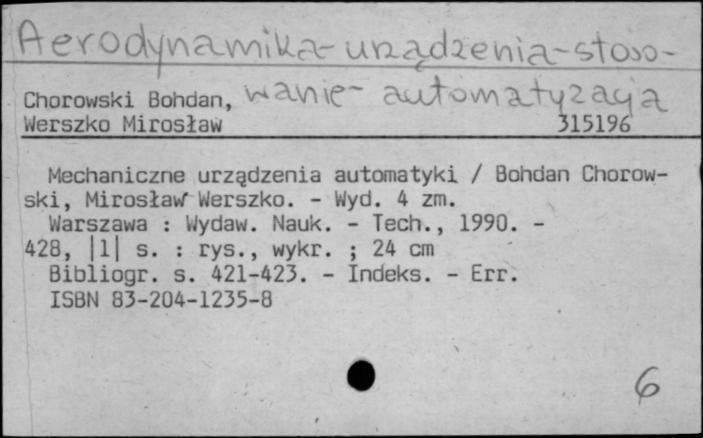 Aerodynamika - urządzenia - stoso-
wanie - automatyzacja
Chorowski Bohdan,
Werszko Mirosław 315196
Mechaniczne urządzenia automatyki / Bohdan Chorow-
ski, Mirosław Werszko. - Wyd. 4 zm.
Warszawa : Wydaw. Nauk. - Tech., 1990. -
428, |1| s. : rys., wykr. ; 24 cm
Bibliogr. s. 421-423. - Indeks. - Err.
ISBN 83-204-1235-8
6